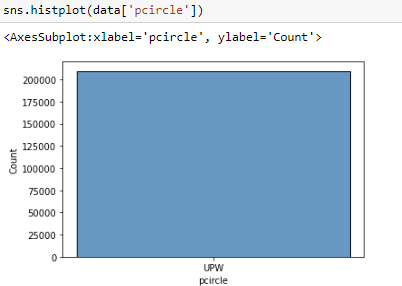 sns.histplot(data['pcircle'])
<AxesSubplot:xlabel='pcircle', ylabel='Count'>
200000
175000
150000
125000
100000
75000
50000
25000
0
Count
UPW
pcircle